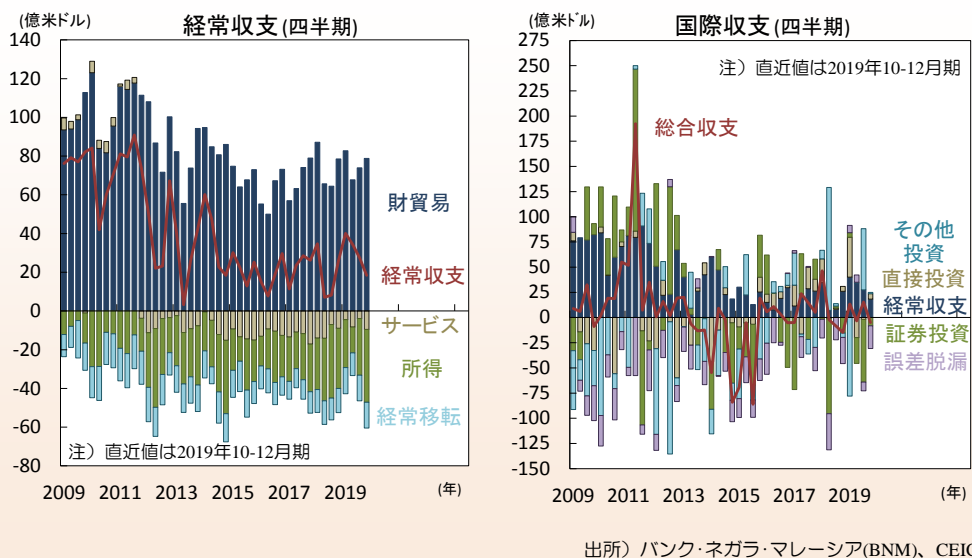 (億米ドル)
経常収支(四半期)
140
120
100
80
60
40
20
0
-20
-40
-60
-80
財貿易
経常収支
サービス
所得
経常移転
注）直近値は2019年10-12月期
2009 2011 2013 2015 2017 2019
(年)
(億米ドル)
国際収支(四半期)
275
250
225
200
175
150
125
100
75
50
25
0
-25
-50
-75
-100
-125
-150
注）直近値は2019年10-12月期
総合収支
その他
投資
直接投資
経常収支
証券投資
誤差脱漏
2009 2011 2013 2015 2017 2019
(年)
出所）バンク・ネガラ・マレーシア(BNM)、CEIC